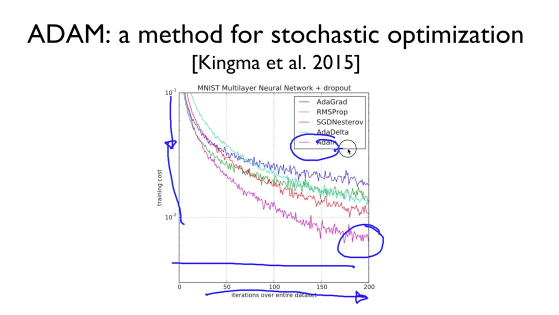 ADAM: a method for stochastic optimization
[Kingma et al. 2015]
MNIST Multilayer Neural Network + dropout
AdaGrad
RMSProp
SGDNesterov
AdaDelta
Adam
10⁻¹
10⁻²
training cost
0 50 100 150 200
iterations over entire dataset